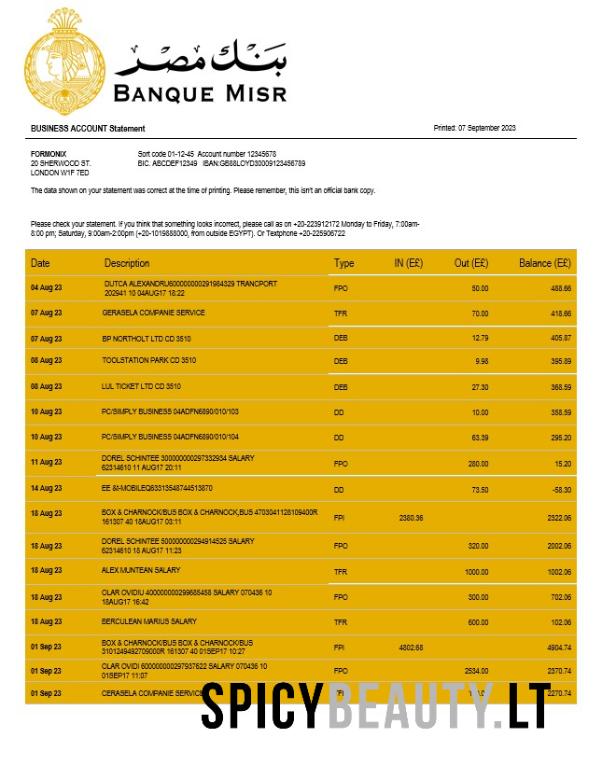 بنك مصر
BANQUE MISR
BUSINESS ACCOUNT Statement Printed: 07 September 2023
FORMONIX Sort code 01-12-45 Account number 12345678
20 SHERWOOD ST. BIC. ABCDEF12349 IBAN:GB88LOYD30009123456789
LONDON W1F 7ED
The data shown on your statement was correct at the time of printing. Please remember, this isn't an official bank copy.
Please check your statement. If you think that something looks incorrect, please call as on +20-223912172 Monday to Friday, 7:00am-
8:00 pm; Saturday, 9:00am-2:00pm (+20-1019888000, from outside EGYPT). Or Textphone +20-225906722
Date Description Type IN (E£) Out (E£) Balance (E£)
04 Aug 23 DUTCA ALEXANDRU600000000291984329 TRANCPORT FPO 50.00 488.66
202941 10 04AUG17 18:22
07 Aug 23 GERASELA COMPANIE SERVICE TFR 70.00 418.66
07 Aug 23 BP NORTHOLT LTD CD 3510 DEB 12.79 405.87
08 Aug 23 TOOLSTATION PARK CD 3510 DEB 9.98 395.89
08 Aug 23 LUL TICKET LTD CD 3510 DEB 27.30 368.59
10 Aug 23 PC/SIMPLY BUSINESS 04ADFN6890/010/103 DD 10.00 358.59
10 Aug 23 PC/SIMPLY BUSINESS 04ADFN6890/010/104 DD 63.39 295.20
11 Aug 23 DOREL SCHINTEE 300000000297332934 SALARY FPO 280.00 15.20
62314610 11 AUG17 20:11
14 Aug 23 EE &T-MOBILEQ63313548744513870 DD 73.50 -58.30
18 Aug 23 BOX & CHARNOCK/BUS BOX & CHARNOCK,BUS 4703041128109400R FPI 2380.36 2322.06
161307 40 18AUG17 03:11
18 Aug 23 DOREL SCHINTEE 500000000294914525 SALARY FPO 320.00 2002.06
62314610 18 AUG17 11:23
18 Aug 23 ALEX MUNTEAN SALARY TFR 1000.00 1002.06
18 Aug 23 CLAR OVIDIU 400000000299685458 SALARY 070436 10 FPO 300.00 702.06
18AUG17 16:42
18 Aug 23 BERCULEAN MARIUS SALARY TFR 600.00 102.06
01 Sep 23 BOX & CHARNOCK/BUS BOX & CHARNOCK/BUS FPI 4802.68 4904.74
3101249492709000R 161307 40 01SEP17 10:27
01 Sep 23 CLAR OVIDI 600000000297937622 SALARY 070436 10 FPO 2534.00 2370.74
01SEP17 11:07
01 Sep 23 CERASELA COMPANIE SERVICE 2270.74
SPICYBEAUTY.LT